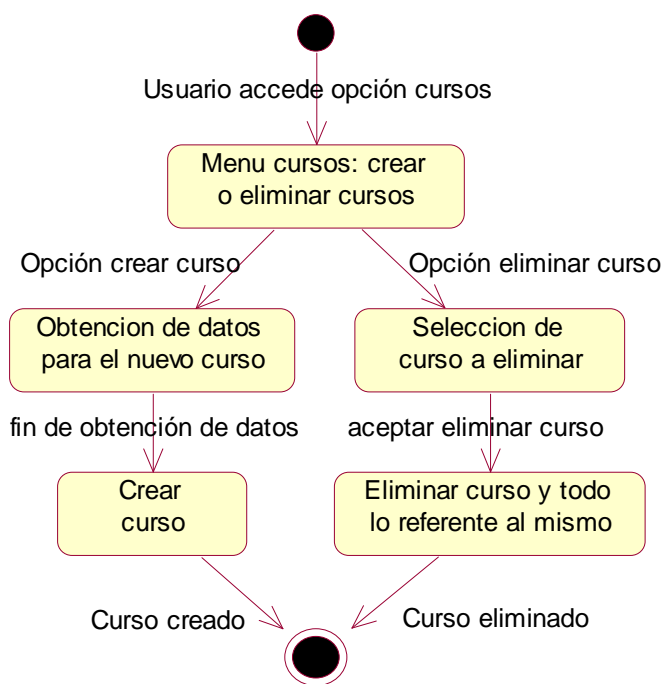 Usuario accede opción cursos
Menu cursos: crear
o eliminar cursos
Opción crear curso
Opción eliminar curso
Obtencion de datos
para el nuevo curso
Seleccion de
curso a eliminar
fin de obtención de datos
aceptar eliminar curso
Crear
curso
Eliminar curso y todo
lo referente al mismo
Curso creado
Curso eliminado